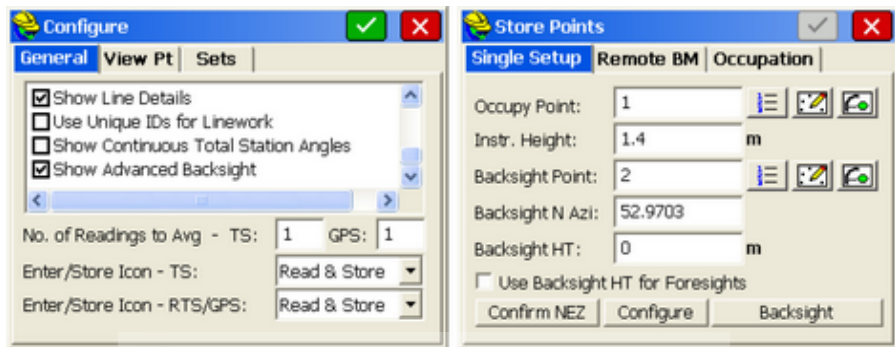 Configure
General View Pt Sets
Show Line Details
Use Unique IDs for Linework
Show Continuous Total Station Angles
Show Advanced Backsight
No. of Readings to Avg - TS: 1 GPS: 1
Enter/Store Icon - TS: Read & Store
Enter/Store Icon - RTS/GPS: Read & Store
Store Points
Single Setup Remote BM Occupation
Occupy Point: 1
Instr. Height: 1.4 m
Backsight Point: 2
Backsight N Azi: 52.9703
Backsight HT: 0 m
Use Backsight HT for Foresights
Confirm NEZ Configure Backsight